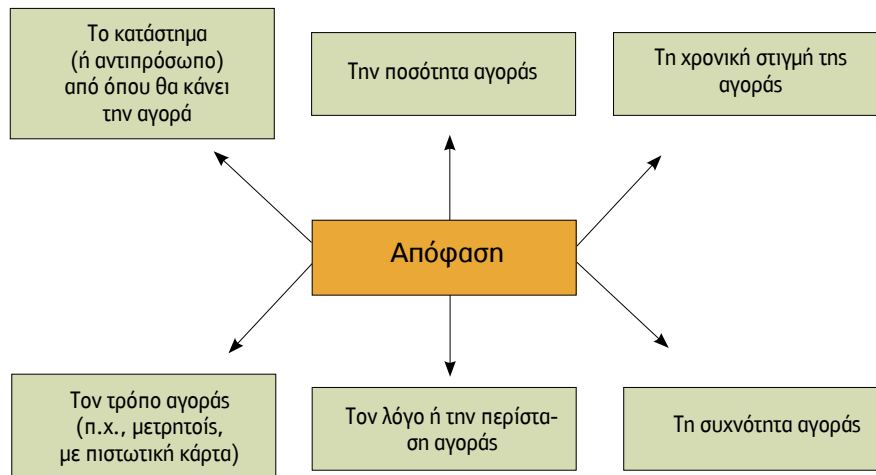 Το κατάστημα
(ή αντιπρόσωπο)
από όπου θα κάνει
την αγορά
Την ποσότητα αγοράς
Τη χρονική στιγμή της
αγοράς
Απόφαση
Τον τρόπο αγοράς
(π.χ., μετρητοίς,
με πιστωτική κάρτα)
Τον λόγο ή την περίστα-
ση αγοράς
Τη συχνότητα αγοράς